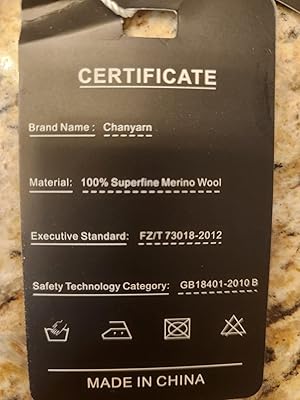 CERTIFICATE
Brand Name : Chanyarn
Material: 100% Superfine Merino Wool
Executive Standard: FZ/T 73018-2012
Safety Technology Category: GB18401-2010 B
MADE IN CHINA